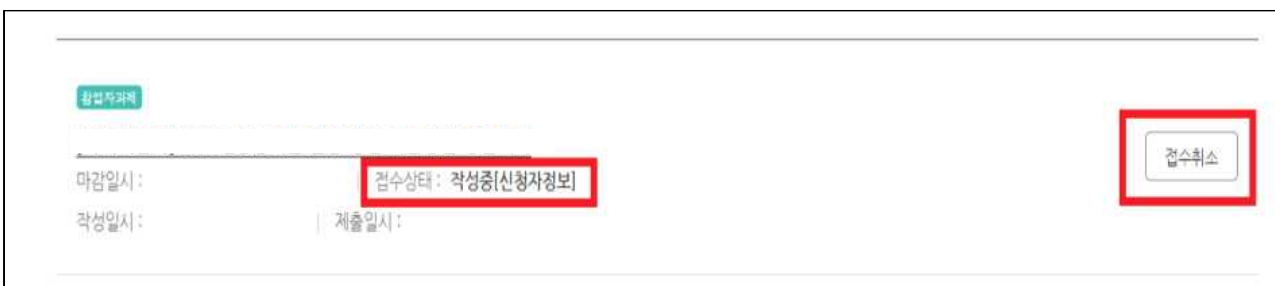 창업자과제
접수취소
마감일시 : | 접수상태 : 작성중[신청자정보]
작성일시 : | 제출일시 :